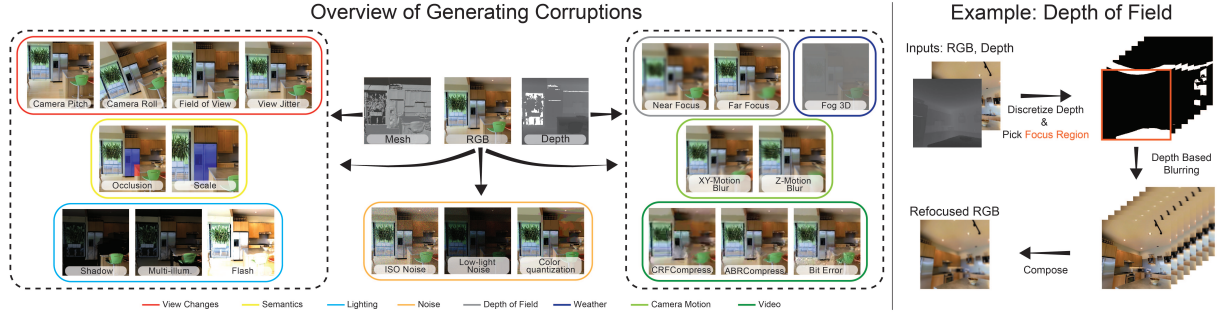 Overview of Generating Corruptions
Camera Pitch
Camera Roll
Field of View
View Jitter
Occlusion
Scale
Shadow
Multi-illum.
Flash
Mesh
RGB
Depth
ISO Noise
Low-light
Noise
Color
quantization
Near Focus
Far Focus
Fog 3D
XY-Motion
Blur
Z-Motion
Blur
CRFCompress
ABRCompress
Bit Error
View Changes
Semantics
Lighting
Noise
Depth of Field
Weather
Camera Motion
Video
Example: Depth of Field
Inputs: RGB, Depth
Discretize Depth
&
Pick Focus Region
Depth Based
Blurring
Refocused RGB
Compose